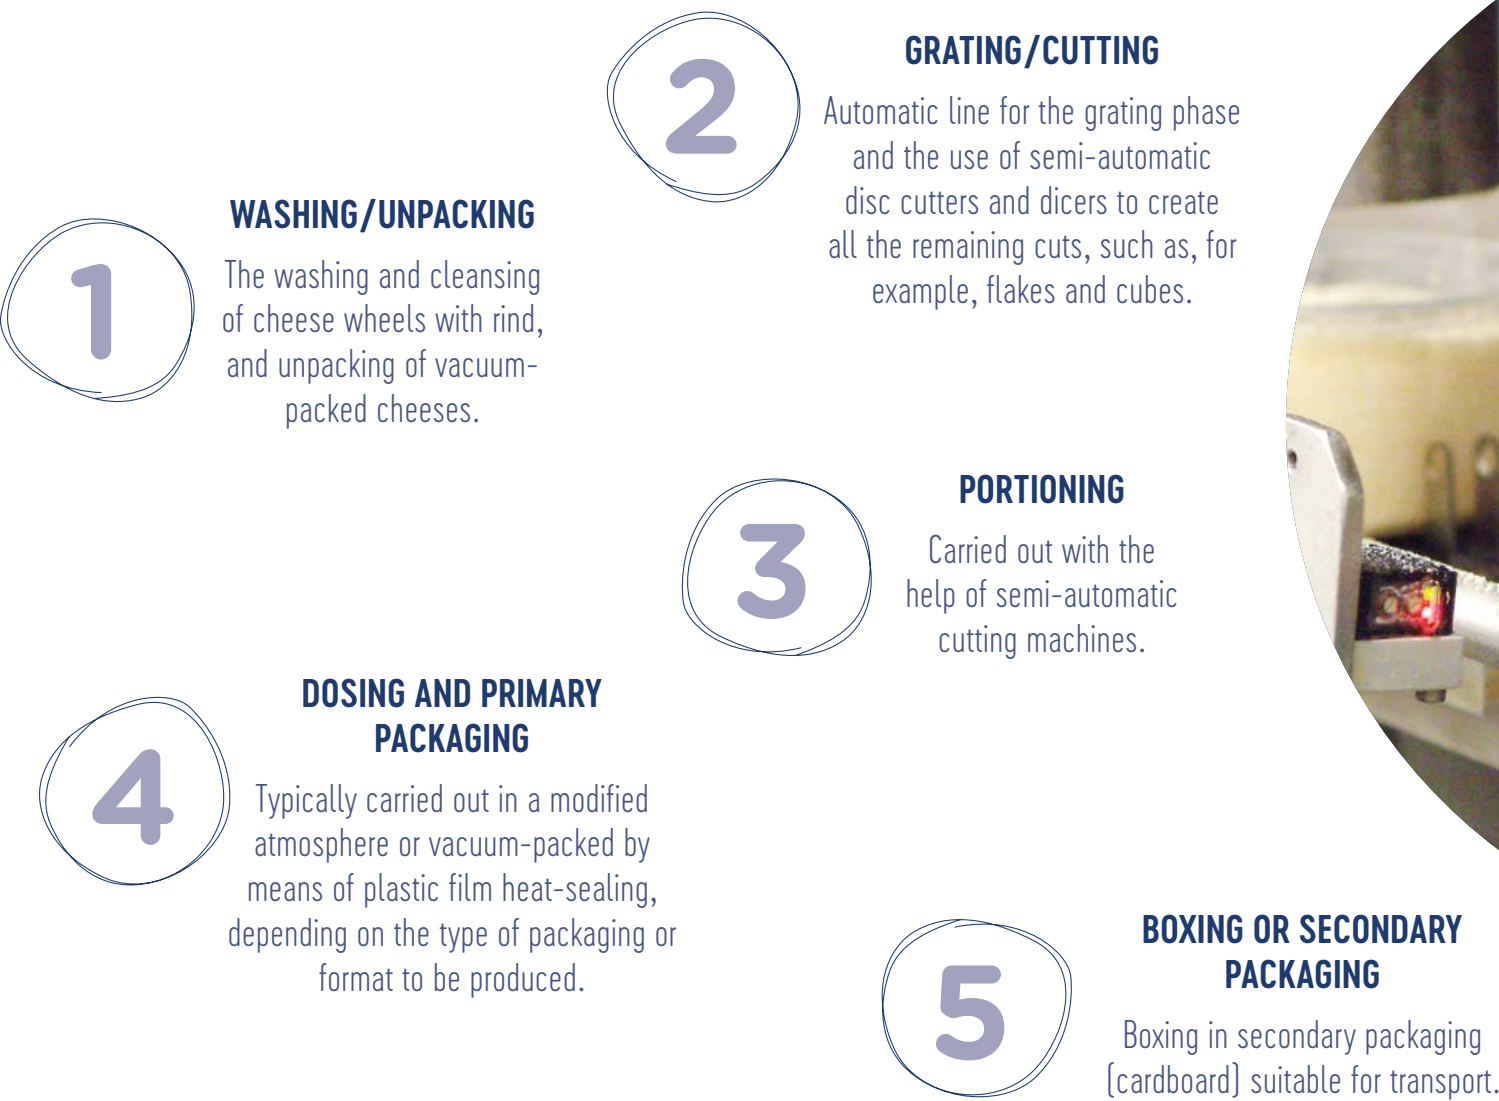 1
WASHING/UNPACKING
The washing and cleansing
of cheese wheels with rind,
and unpacking of vacuum-
packed cheeses.
2
GRATING/CUTTING
Automatic line for the grating phase
and the use of semi-automatic
disc cutters and dicers to create
all the remaining cuts, such as, for
example, flakes and cubes.
3
PORTIONING
Carried out with the
help of semi-automatic
cutting machines.
4
DOSING AND PRIMARY
PACKAGING
Typically carried out in a modified
atmosphere or vacuum-packed by
means of plastic film heat-sealing,
depending on the type of packaging or
format to be produced.
5
BOXING OR SECONDARY
PACKAGING
Boxing in secondary packaging
(cardboard) suitable for transport.